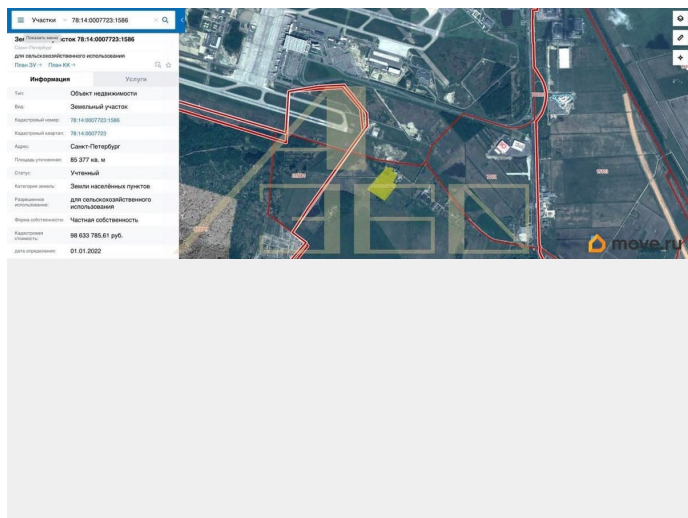 Участки 78:14:0007723:1586
Показать меню
сток 78:14:0007723:1586
Санкт-Петербург
для сельскохозяйственного использования
План ЗУ → План КК →
Информация Услуги
Тип: Объект недвижимости
Вид: Земельный участок
Кадастровый номер: 78:14:0007723:1586
Кадастровый квартал: 78:14:0007723
Адрес: Санкт-Петербург
Площадь уточненная: 85 377 кв. м
Статус: Учтенный
Категория земель: Земли населённых пунктов
Разрешенное использование: для сельскохозяйственного использования
Форма собственности: Частная собственность
Кадастровая стоимость: 98 633 785,61 руб.
дата определения: 01.01.2022
move.ru